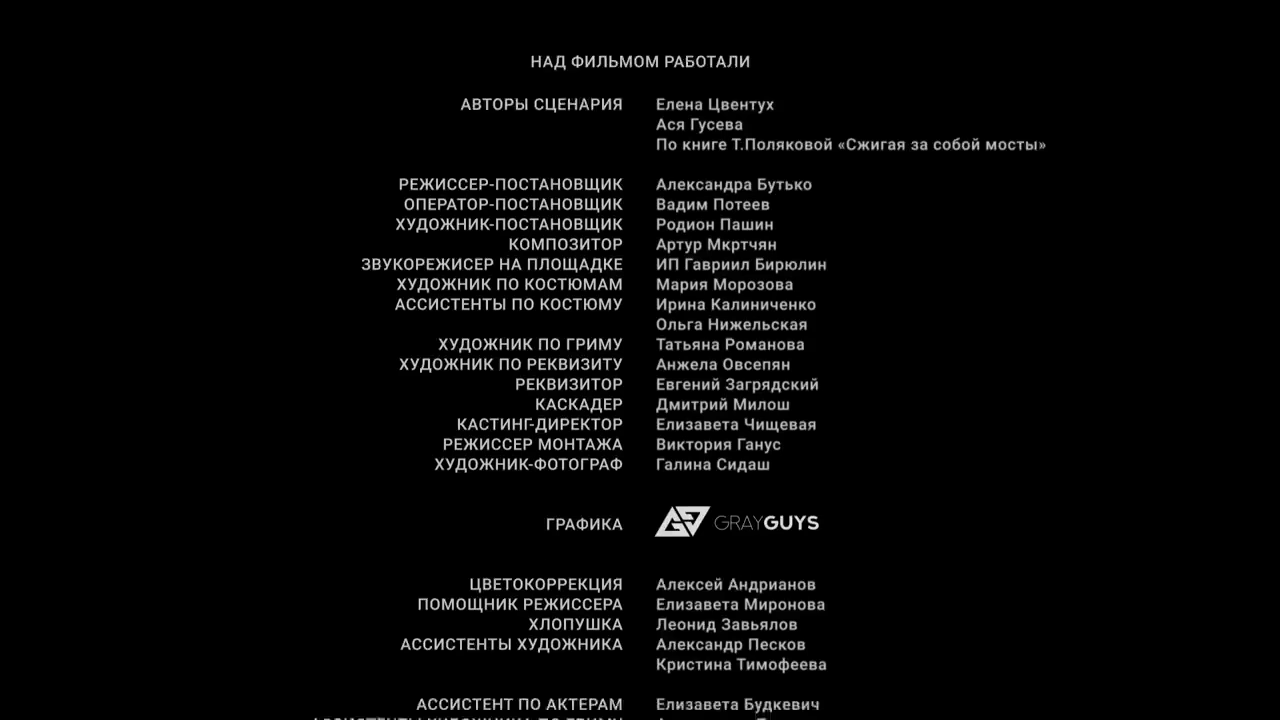 НАД ФИЛЬМОМ РАБОТАЛИ
АВТОРЫ СЦЕНАРИЯ Елена Цвентух
Ася Гусева
По книге Т.Поляковой «Сжигая за собой мосты»
РЕЖИССЕР-ПОСТАНОВЩИК Александра Бутько
ОПЕРАТОР-ПОСТАНОВЩИК Вадим Потеев
ХУДОЖНИК-ПОСТАНОВЩИК Родион Пашин
КОМПОЗИТОР Артур Мкртчян
ЗВУКОРЕЖИСЕР НА ПЛОЩАДКЕ ИП Гавриил Бирюлин
ХУДОЖНИК ПО КОСТЮМАМ Мария Морозова
АССИСТЕНТЫ ПО КОСТЮМУ Ирина Калиниченко
Ольга Нижельская
ХУДОЖНИК ПО ГРИМУ Татьяна Романова
ХУДОЖНИК ПО РЕКВИЗИТУ Анжела Овсепян
РЕКВИЗИТОР Евгений Загрядский
КАСКАДЕР Дмитрий Милош
КАСТИНГ-ДИРЕКТОР Елизавета Чищевая
РЕЖИССЕР МОНТАЖА Виктория Ганус
ХУДОЖНИК-ФОТОГРАФ Галина Сидаш
ГРАФИКА GRAYGUYS
ЦВЕТОКОРРЕКЦИЯ Алексей Андрианов
ПОМОЩНИК РЕЖИССЕРА Елизавета Миронова
ХЛОПУШКА Леонид Завьялов
АССИСТЕНТЫ ХУДОЖНИКА Александр Песков
Кристина Тимофеева
АССИСТЕНТ ПО АКТЕРАМ Елизавета Будкевич